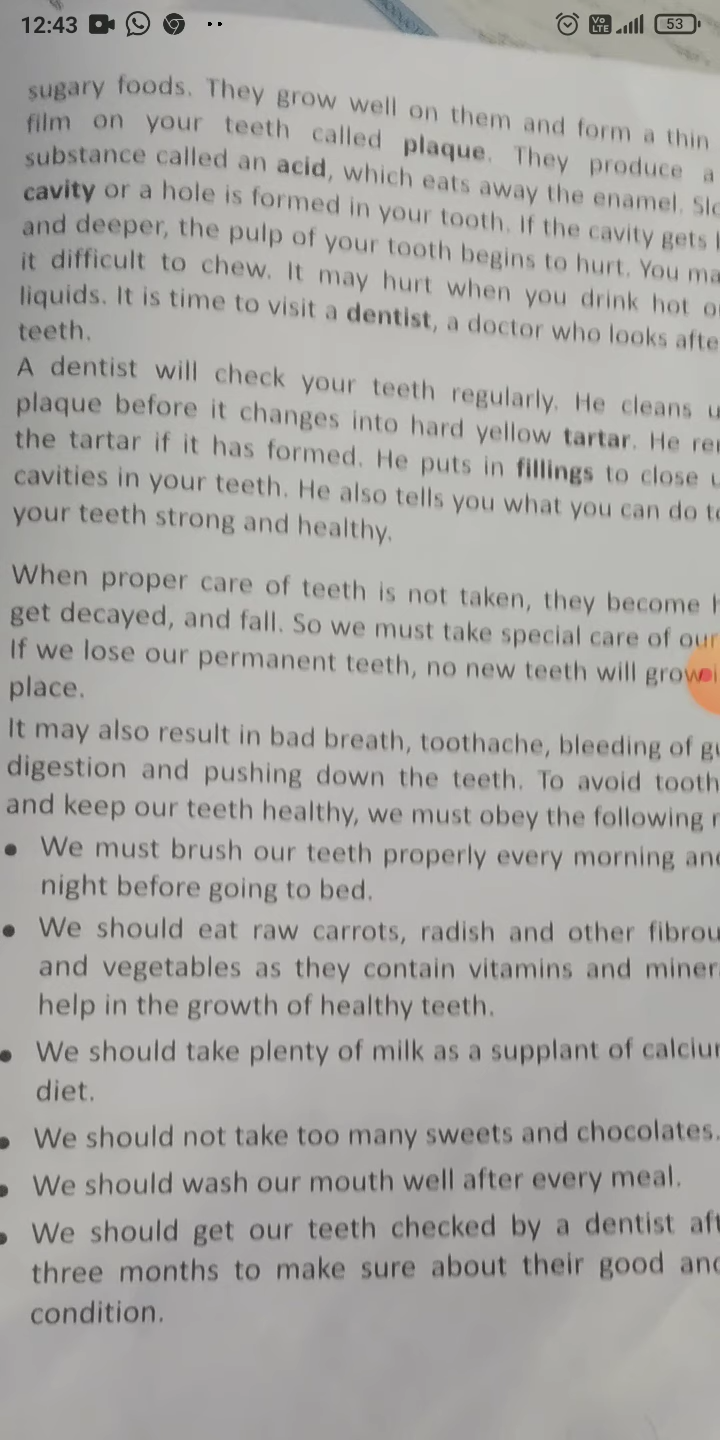 12:43
Vo LTE
53
sugary foods. They grow well on them and form a thin
film on your teeth called plaque. They produce a
substance called an acid, which eats away the enamel.
cavity or a hole is formed in your tooth. If the cavity gets
and deeper, the pulp of your tooth begins to hurt. You
it difficult to chew. It may hurt when you drink hot
liquids. It is time to visit a dentist, a doctor who looks
teeth.
A dentist will check your teeth regularly. He cleans
plaque before it changes into hard yellow tartar. He
the tartar if it has formed. He puts in fillings to close
cavities in your teeth. He also tells you what you can do
your teeth strong and healthy.
When proper care of teeth is not taken, they become
get decayed, and fall. So we must take special care of our
If we lose our permanent teeth, no new teeth will grow
place.
It may also result in bad breath, toothache, bleeding of
digestion and pushing down the teeth. To avoid tooth
and keep our teeth healthy, we must obey the following
• We must brush our teeth properly every morning
night before going to bed.
• We should eat raw carrots, radish and other
and vegetables as they contain vitamins and
help in the growth of healthy teeth.
• We should take plenty of milk as a supplant of
diet.
• We should not take too many sweets and chocolates.
• We should wash our mouth well after every meal.
• We should get our teeth checked by a dentist
three months to make sure about their good
condition.